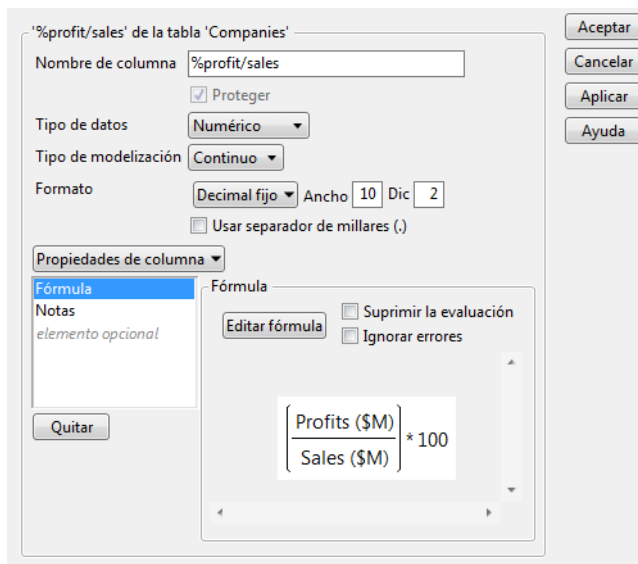 '%profit/sales' de la tabla 'Companies'
Aceptar
Nombre de columna %profit/sales
Cancelar
Proteger
Aplicar
Tipo de datos Numérico
Ayuda
Tipo de modelización Continuo
Formato Decimal fijo Ancho 10 Dic 2
Usar separador de millares (.)
Propiedades de columna
Fórmula
Notas
elemento opcional
Quitar
Fórmula
Editar fórmula
Suprimir la evaluación
Ignorar errores
Profits ($M)
Sales ($M)
* 100